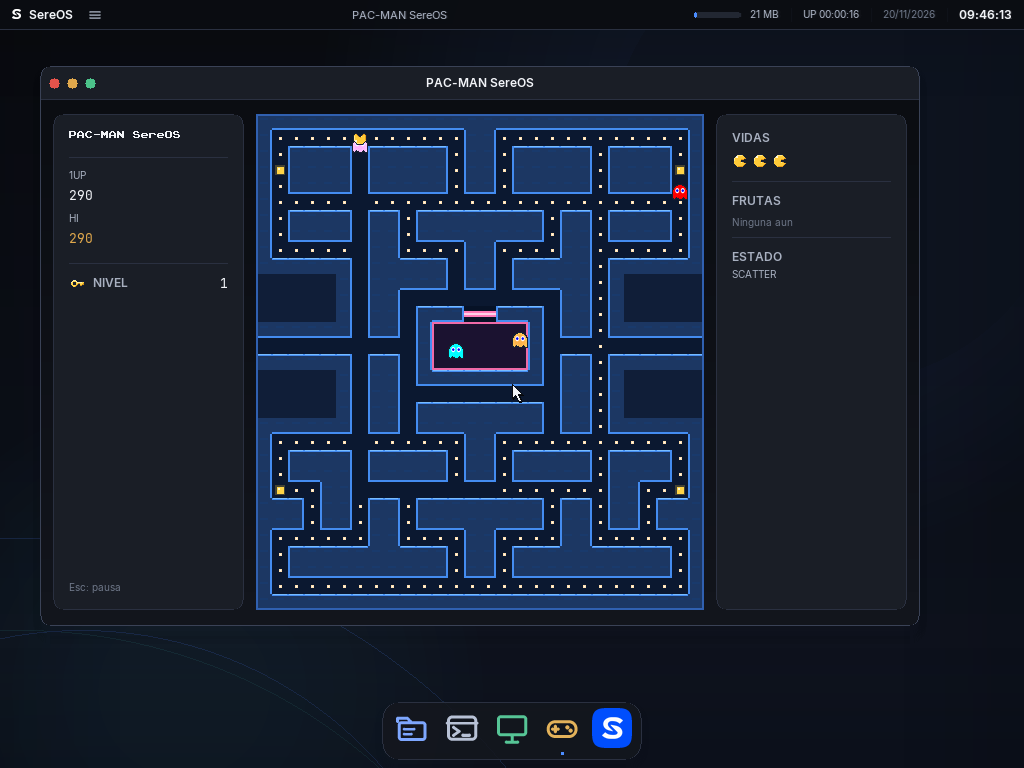 SereOS
PAC-MAN SereOS
21 MB
UP 00:00:16
20/11/2026
09:46:13
PAC-MAN SereOS
PAC-MAN SereOS
1UP
290
HI
290
NIVEL
1
Esc: pausa
VIDAS
FRUTAS
Ninguna aun
ESTADO
SCATTER